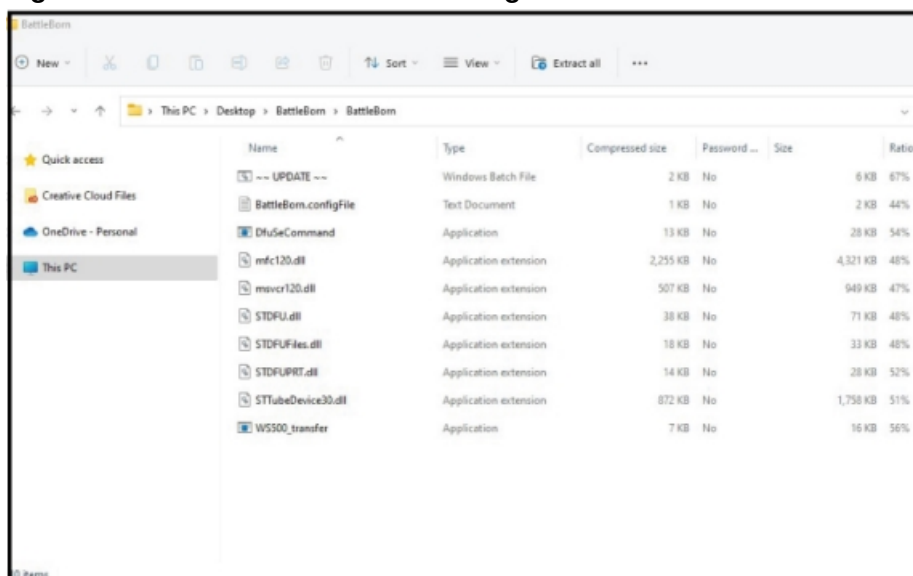 BattleBorn
New Sort View Extract all ...
This PC > Desktop > BattleBorn > BattleBorn
Name Type Compressed size Password ... Size Ratio
Quick access
Creative Cloud Files
OneDrive - Personal
This PC
~~ UPDATE ~~ Windows Batch File 2 KB No 6 KB 67%
BattleBorn.configFile Text Document 1 KB No 2 KB 44%
DfuSeCommand Application 13 KB No 28 KB 54%
mfc120.dll Application extension 2,255 KB No 4,321 KB 48%
msvcr120.dll Application extension 507 KB No 949 KB 47%
STDFU.dll Application extension 38 KB No 71 KB 48%
STDFUFiles.dll Application extension 18 KB No 33 KB 48%
STDFUPRT.dll Application extension 14 KB No 28 KB 52%
STTubeDevice30.dll Application extension 872 KB No 1,758 KB 51%
WS500_transfer Application 7 KB No 16 KB 56%
items